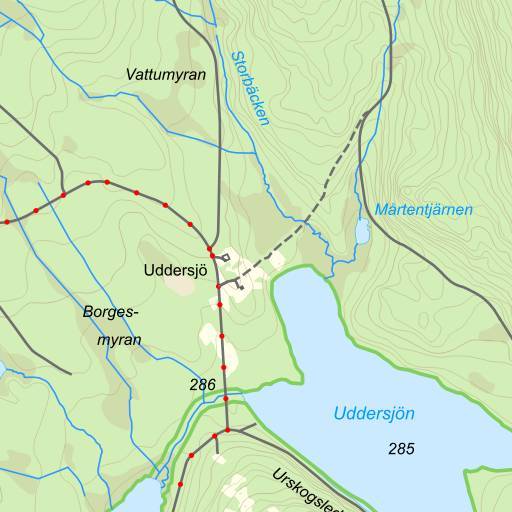 Vattumyran
Storbäcken
Mårtentjärnen
Uddersjö
Borges-
myran
286
Uddersjön
285